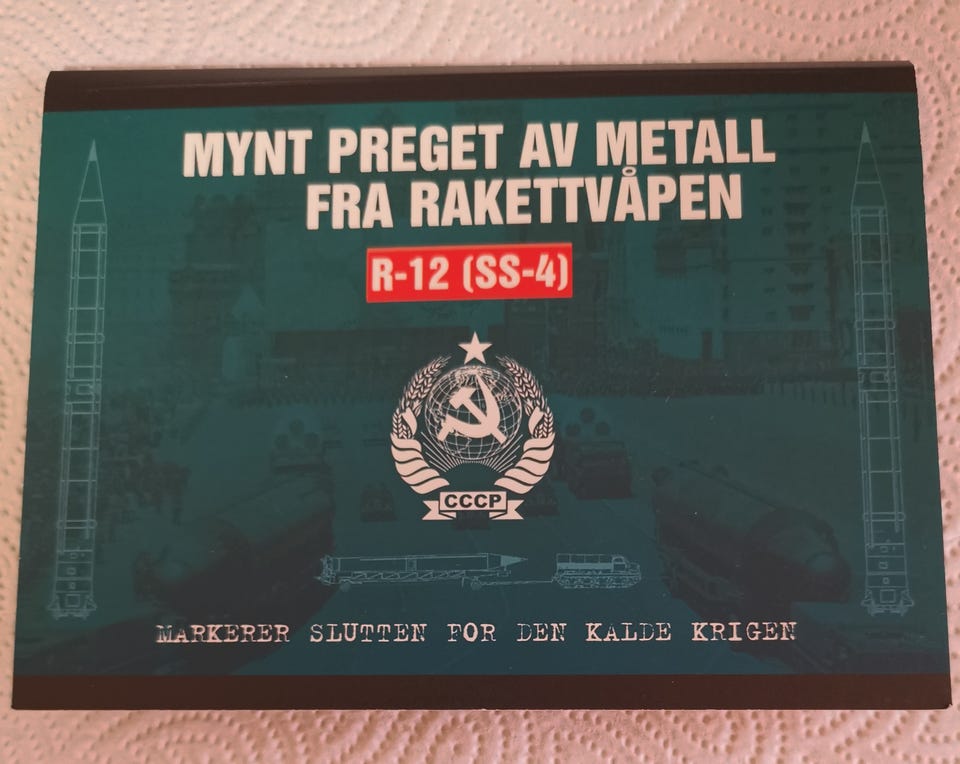 MYNT PREGET AV METALL
FRA RAKETTVÅPEN
R-12 (SS-4)
CCCP
MARKERER SLUTTEN FOR DEN KALDE KRIGEN